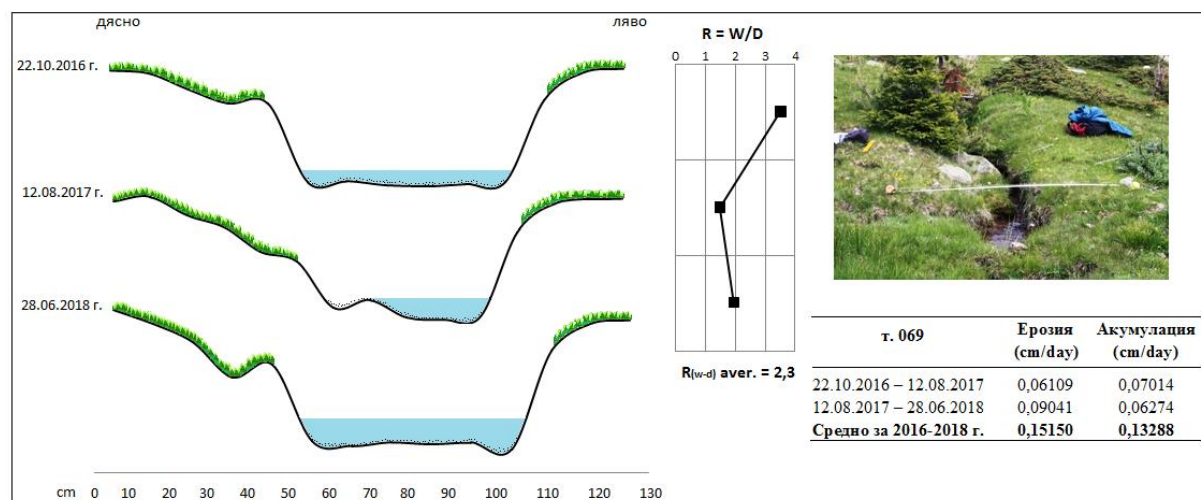 дясно ляво
22.10.2016 г.
12.08.2017 г.
28.06.2018 г.
cm 0 10 20 30 40 50 60 70 80 90 100 110 120 130
R = W/D
0 1 2 3 4
R(w-d) aver. = 2,3
т. 069 Ерозия (cm/day) Акумулация (cm/day)
22.10.2016 – 12.08.2017 0,06109 0,07014
12.08.2017 – 28.06.2018 0,09041 0,06274
Средно за 2016-2018 г. 0,15150 0,13288